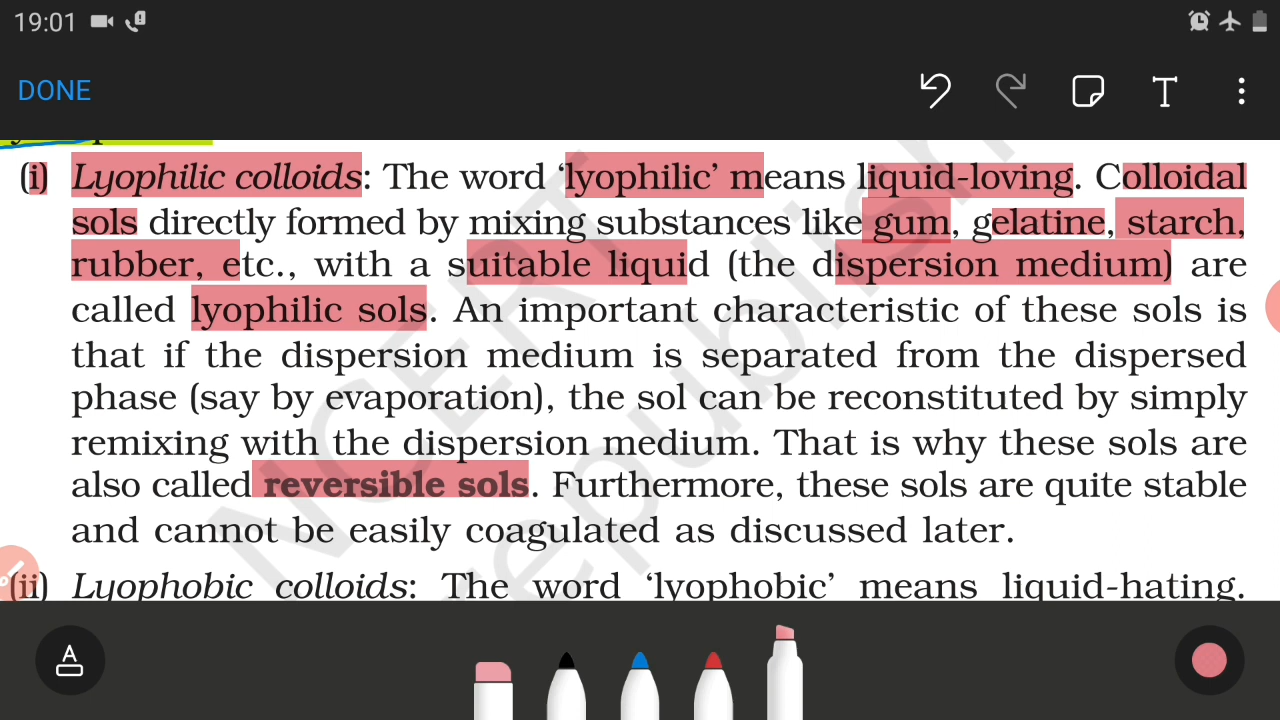 19:01
DONE
T
(i) Lyophilic colloids: The word ‘lyophilic’ means liquid-loving. Colloidal
sols directly formed by mixing substances like gum, gelatine, starch,
rubber, etc., with a suitable liquid (the dispersion medium) are
called lyophilic sols. An important characteristic of these sols is
that if the dispersion medium is separated from the dispersed
phase (say by evaporation), the sol can be reconstituted by simply
remixing with the dispersion medium. That is why these sols are
also called reversible sols. Furthermore, these sols are quite stable
and cannot be easily coagulated as discussed later.
(ii) Lyophobic colloids: The word ‘lyophobic’ means liquid-hating.
NCERT
republish
A